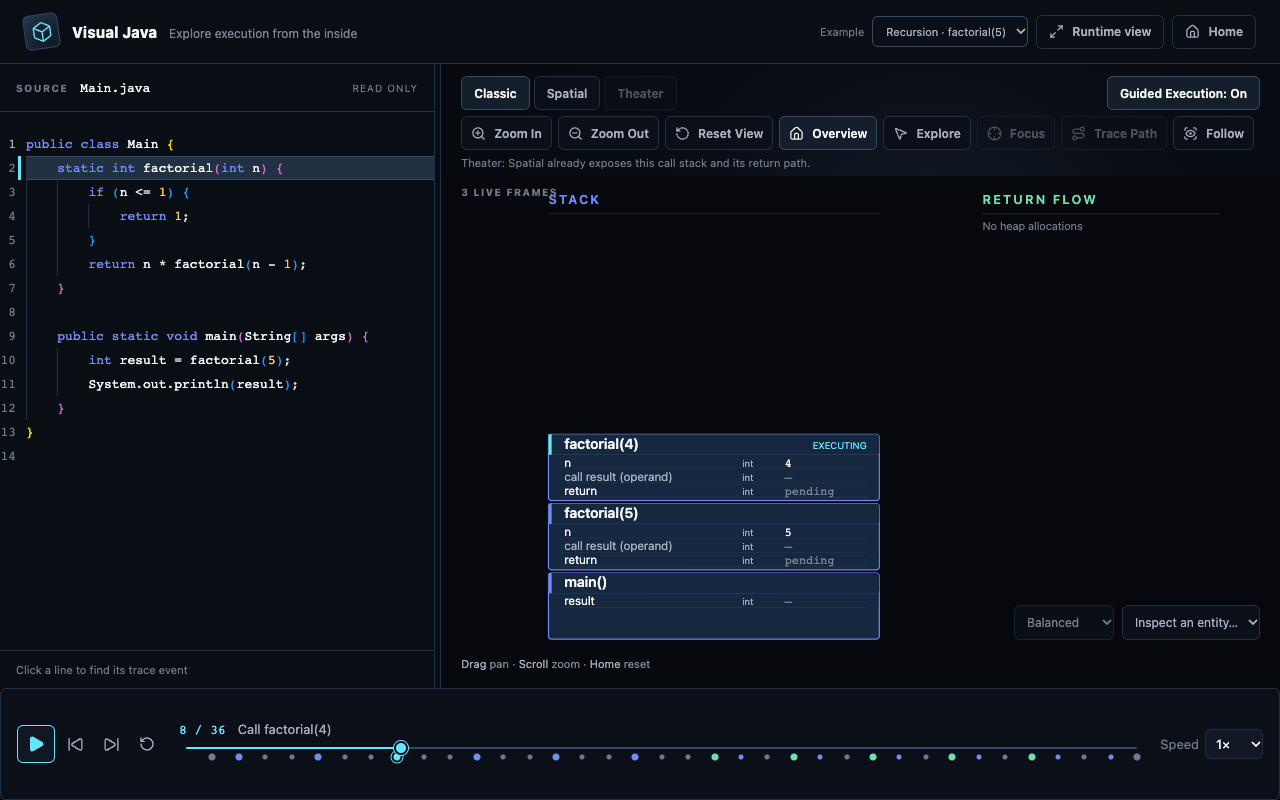 Visual Java Explore execution from the inside
Example Recursion · factorial(5) Runtime view Home
SOURCE Main.java READ ONLY
1 public class Main {
2 static int factorial(int n) {
3 if (n <= 1) {
4 return 1;
5 }
6 return n * factorial(n - 1);
7 }
8
9 public static void main(String[] args) {
10 int result = factorial(5);
11 System.out.println(result);
12 }
13 }
14
Click a line to find its trace event
Classic Spatial Theater Guided Execution: On
Zoom In Zoom Out Reset View Overview Explore Focus Trace Path Follow
Theater: Spatial already exposes this call stack and its return path.
3 LIVE FRAMES
STACK
RETURN FLOW
No heap allocations
factorial(4) EXECUTING
n int 4
call result (operand) int —
return int pending
factorial(5)
n int 5
call result (operand) int —
return int pending
main()
result int —
Balanced Inspect an entity...
Drag pan · Scroll zoom · Home reset
8 / 36 Call factorial(4)
Speed 1×